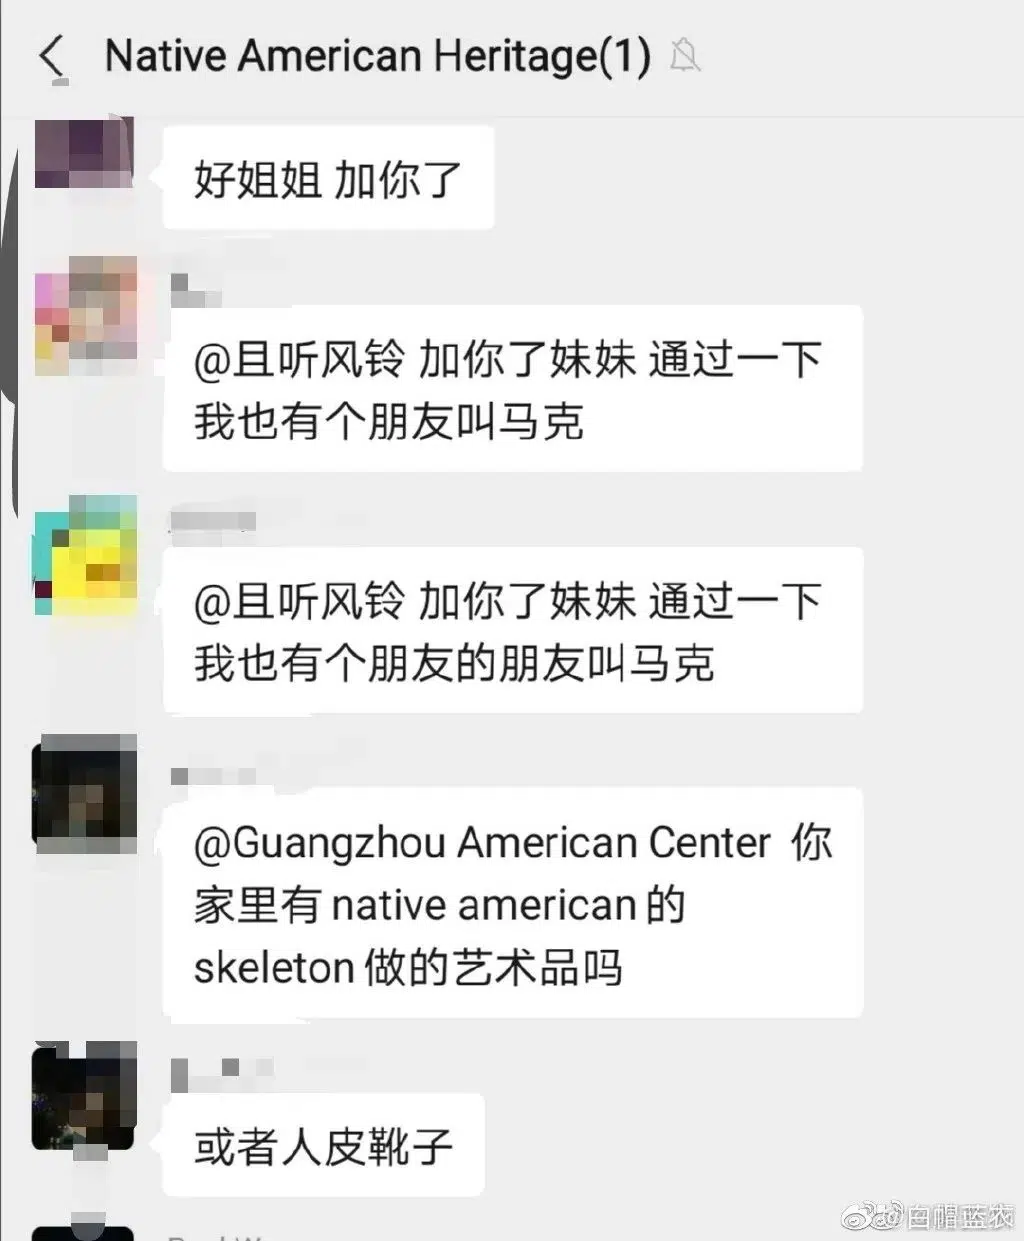 Native American Heritage(1)
好姐姐 加你了
@且听风铃 加你了妹妹 通过一下
我也有个朋友叫马克
@且听风铃 加你了妹妹 通过一下
我也有个朋友的朋友叫马克
@Guangzhou American Center 你
家里有native american的
skeleton做的艺术品吗
或者人皮靴子
@白帽蓝衣